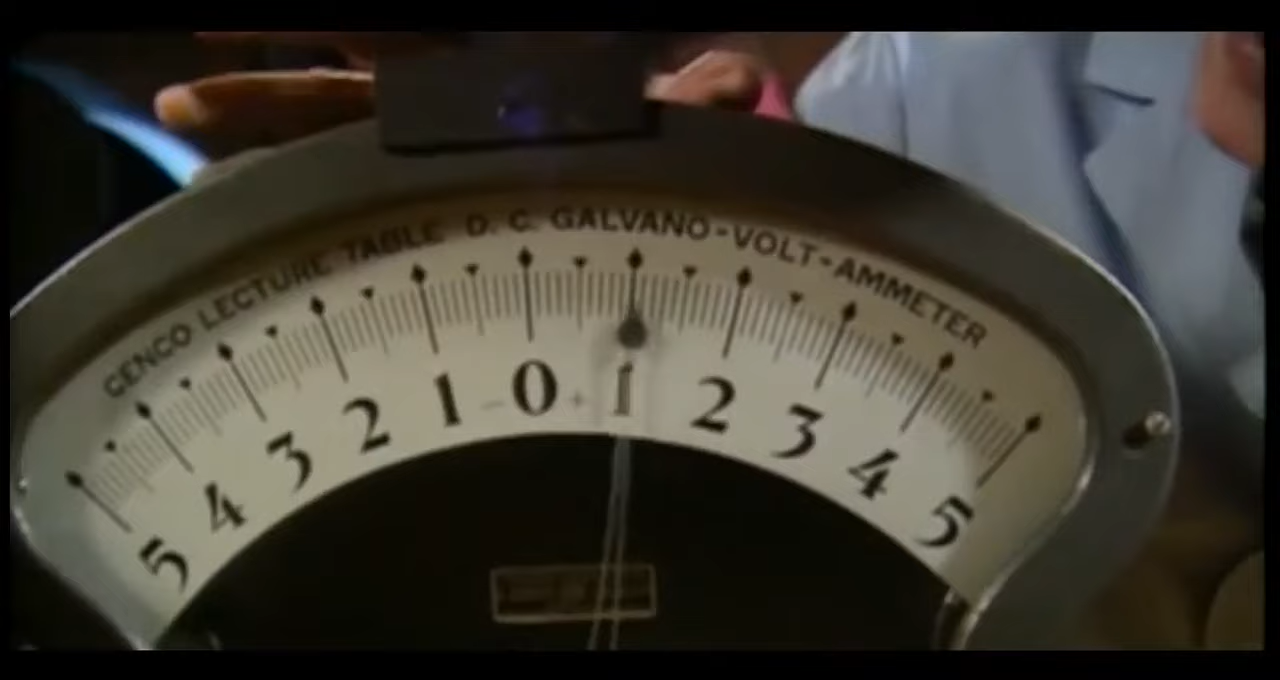 CENCO LECTURE TABLE D. C. GALVANO-VOLT-AMMETER
5 4 3 2 1 - 0 + 1 2 3 4 5